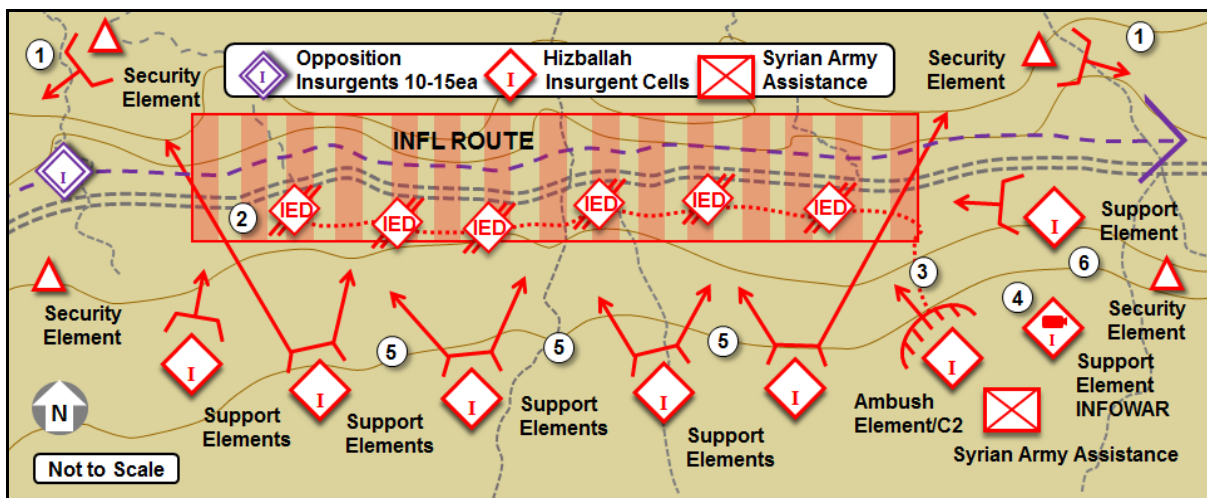 1
Security
Element
Opposition
Insurgents 10-15ea
Hizballah
Insurgent Cells
Syrian Army
Assistance
Security
Element
1
I
I
INFL ROUTE
I
2
IED
IED
IED
IED
IED
IED
I
Support
Element
6
3
4
Security
Element
Security
Element
I
5
5
5
I
I
I
I
I
I
Support
Element
INFOWAR
N
Support
Elements
Support
Elements
Support
Elements
Support
Elements
Ambush
Element/C2
Syrian Army Assistance
Not to Scale